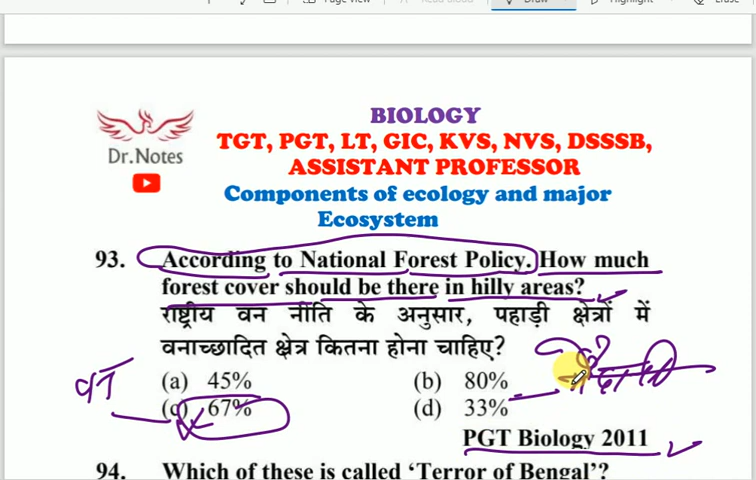 Page view
Read aloud
Draw
Highlight
Erase
Dr.Notes
BIOLOGY
TGT, PGT, LT, GIC, KVS, NVS, DSSSB,
ASSISTANT PROFESSOR
Components of ecology and major
Ecosystem
93. According to National Forest Policy. How much
forest cover should be there in hilly areas?
राष्ट्रीय वन नीति के अनुसार, पहाड़ी क्षेत्रों में
वनाच्छादित क्षेत्र कितना होना चाहिए?
(a) 45% (b) 80%
(c) 67% (d) 33%
PGT Biology 2011
94. Which of these is called ‘Terror of Bengal’?